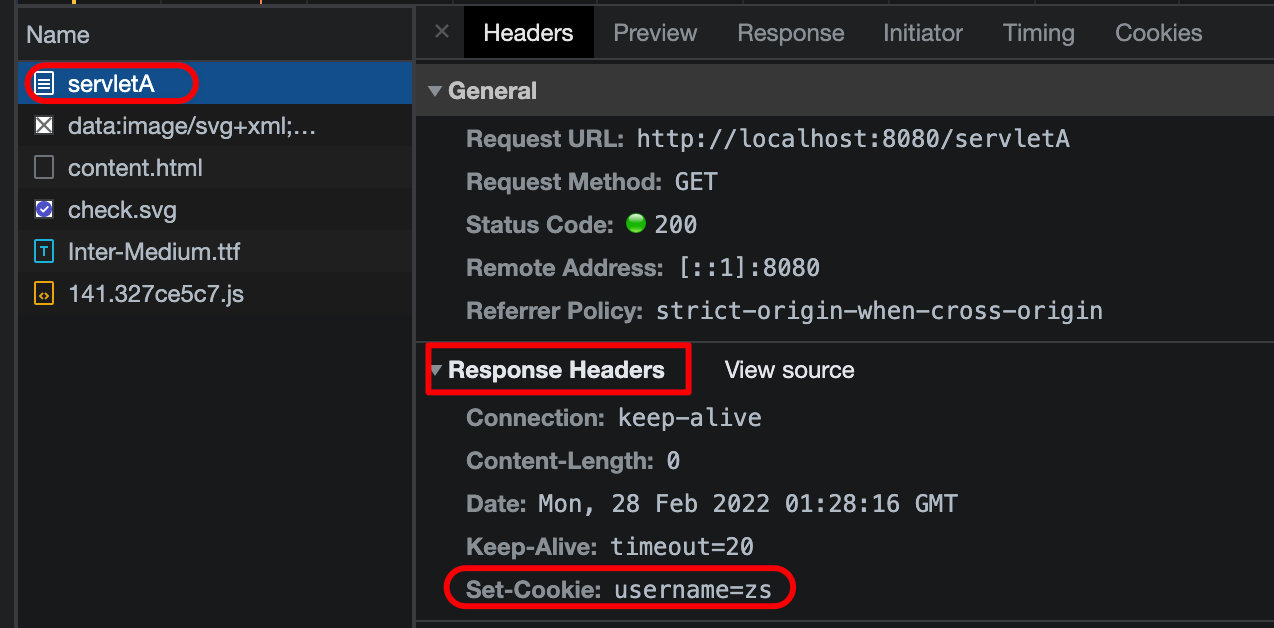 Name
servletA
data:image/svg+xml;…
content.html
check.svg
Inter-Medium.ttf
141.327ce5c7.js
× Headers Preview Response Initiator Timing Cookies
General
Request URL: http://localhost:8080/servletA
Request Method: GET
Status Code: 200
Remote Address: [::1]:8080
Referrer Policy: strict-origin-when-cross-origin
Response Headers View source
Connection: keep-alive
Content-Length: 0
Date: Mon, 28 Feb 2022 01:28:16 GMT
Keep-Alive: timeout=20
Set-Cookie: username=zs